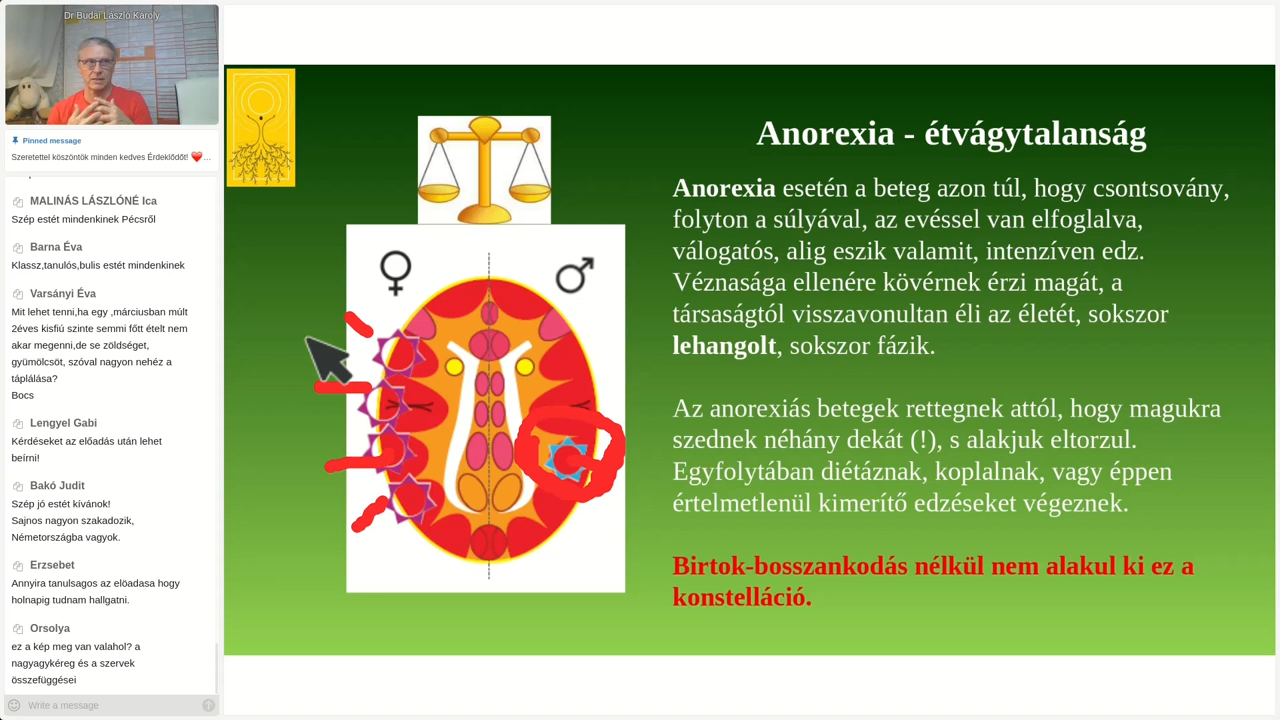 Dr Budai László Károly
Pinned message
Szeretettel köszöntök minden kedves Érdeklődőt! ❤️...
MALINÁS LÁSZLÓNÉ Ica
Szép estét mindenkinek Pécsről
Barna Éva
Klassz,tanulós,bulis estét mindenkinek
Varsányi Éva
Mit lehet tenni,ha egy ,márciusban múlt
2éves kisfiú szinte semmi főtt ételt nem
akar megenni,de se zöldséget,
gyümölcsöt, szóval nagyon nehéz a
táplálása?
Bocs
Lengyel Gabi
Kérdéseket az előadás után lehet
beírni!
Bakó Judit
Szép jó estét kívánok!
Sajnos nagyon szakadozik,
Németországba vagyok.
Erzsebet
Annyira tanulsagos az elöadasa hogy
holnapig tudnam hallgatni.
Orsolya
ez a kép meg van valahol? a
nagyagykéreg és a szervek
összefüggései
Write a message
Anorexia - étvágytalanság
Anorexia esetén a beteg azon túl, hogy csontsovány,
folyton a súlyával, az evéssel van elfoglalva,
válogatós, alig eszik valamit, intenzíven edz.
Véznasága ellenére kövérnek érzi magát, a
társaságtól visszavonultan éli az életét, sokszor
lehangolt, sokszor fázik.
Az anorexiás betegek rettegnek attól, hogy magukra
szednek néhány dekát (!), s alakjuk eltorzul.
Egyfolytában diétáznak, koplalnak, vagy éppen
értelmetlenül kimerítő edzéseket végeznek.
Birtok-bosszankodás nélkül nem alakul ki ez a
konstelláció.